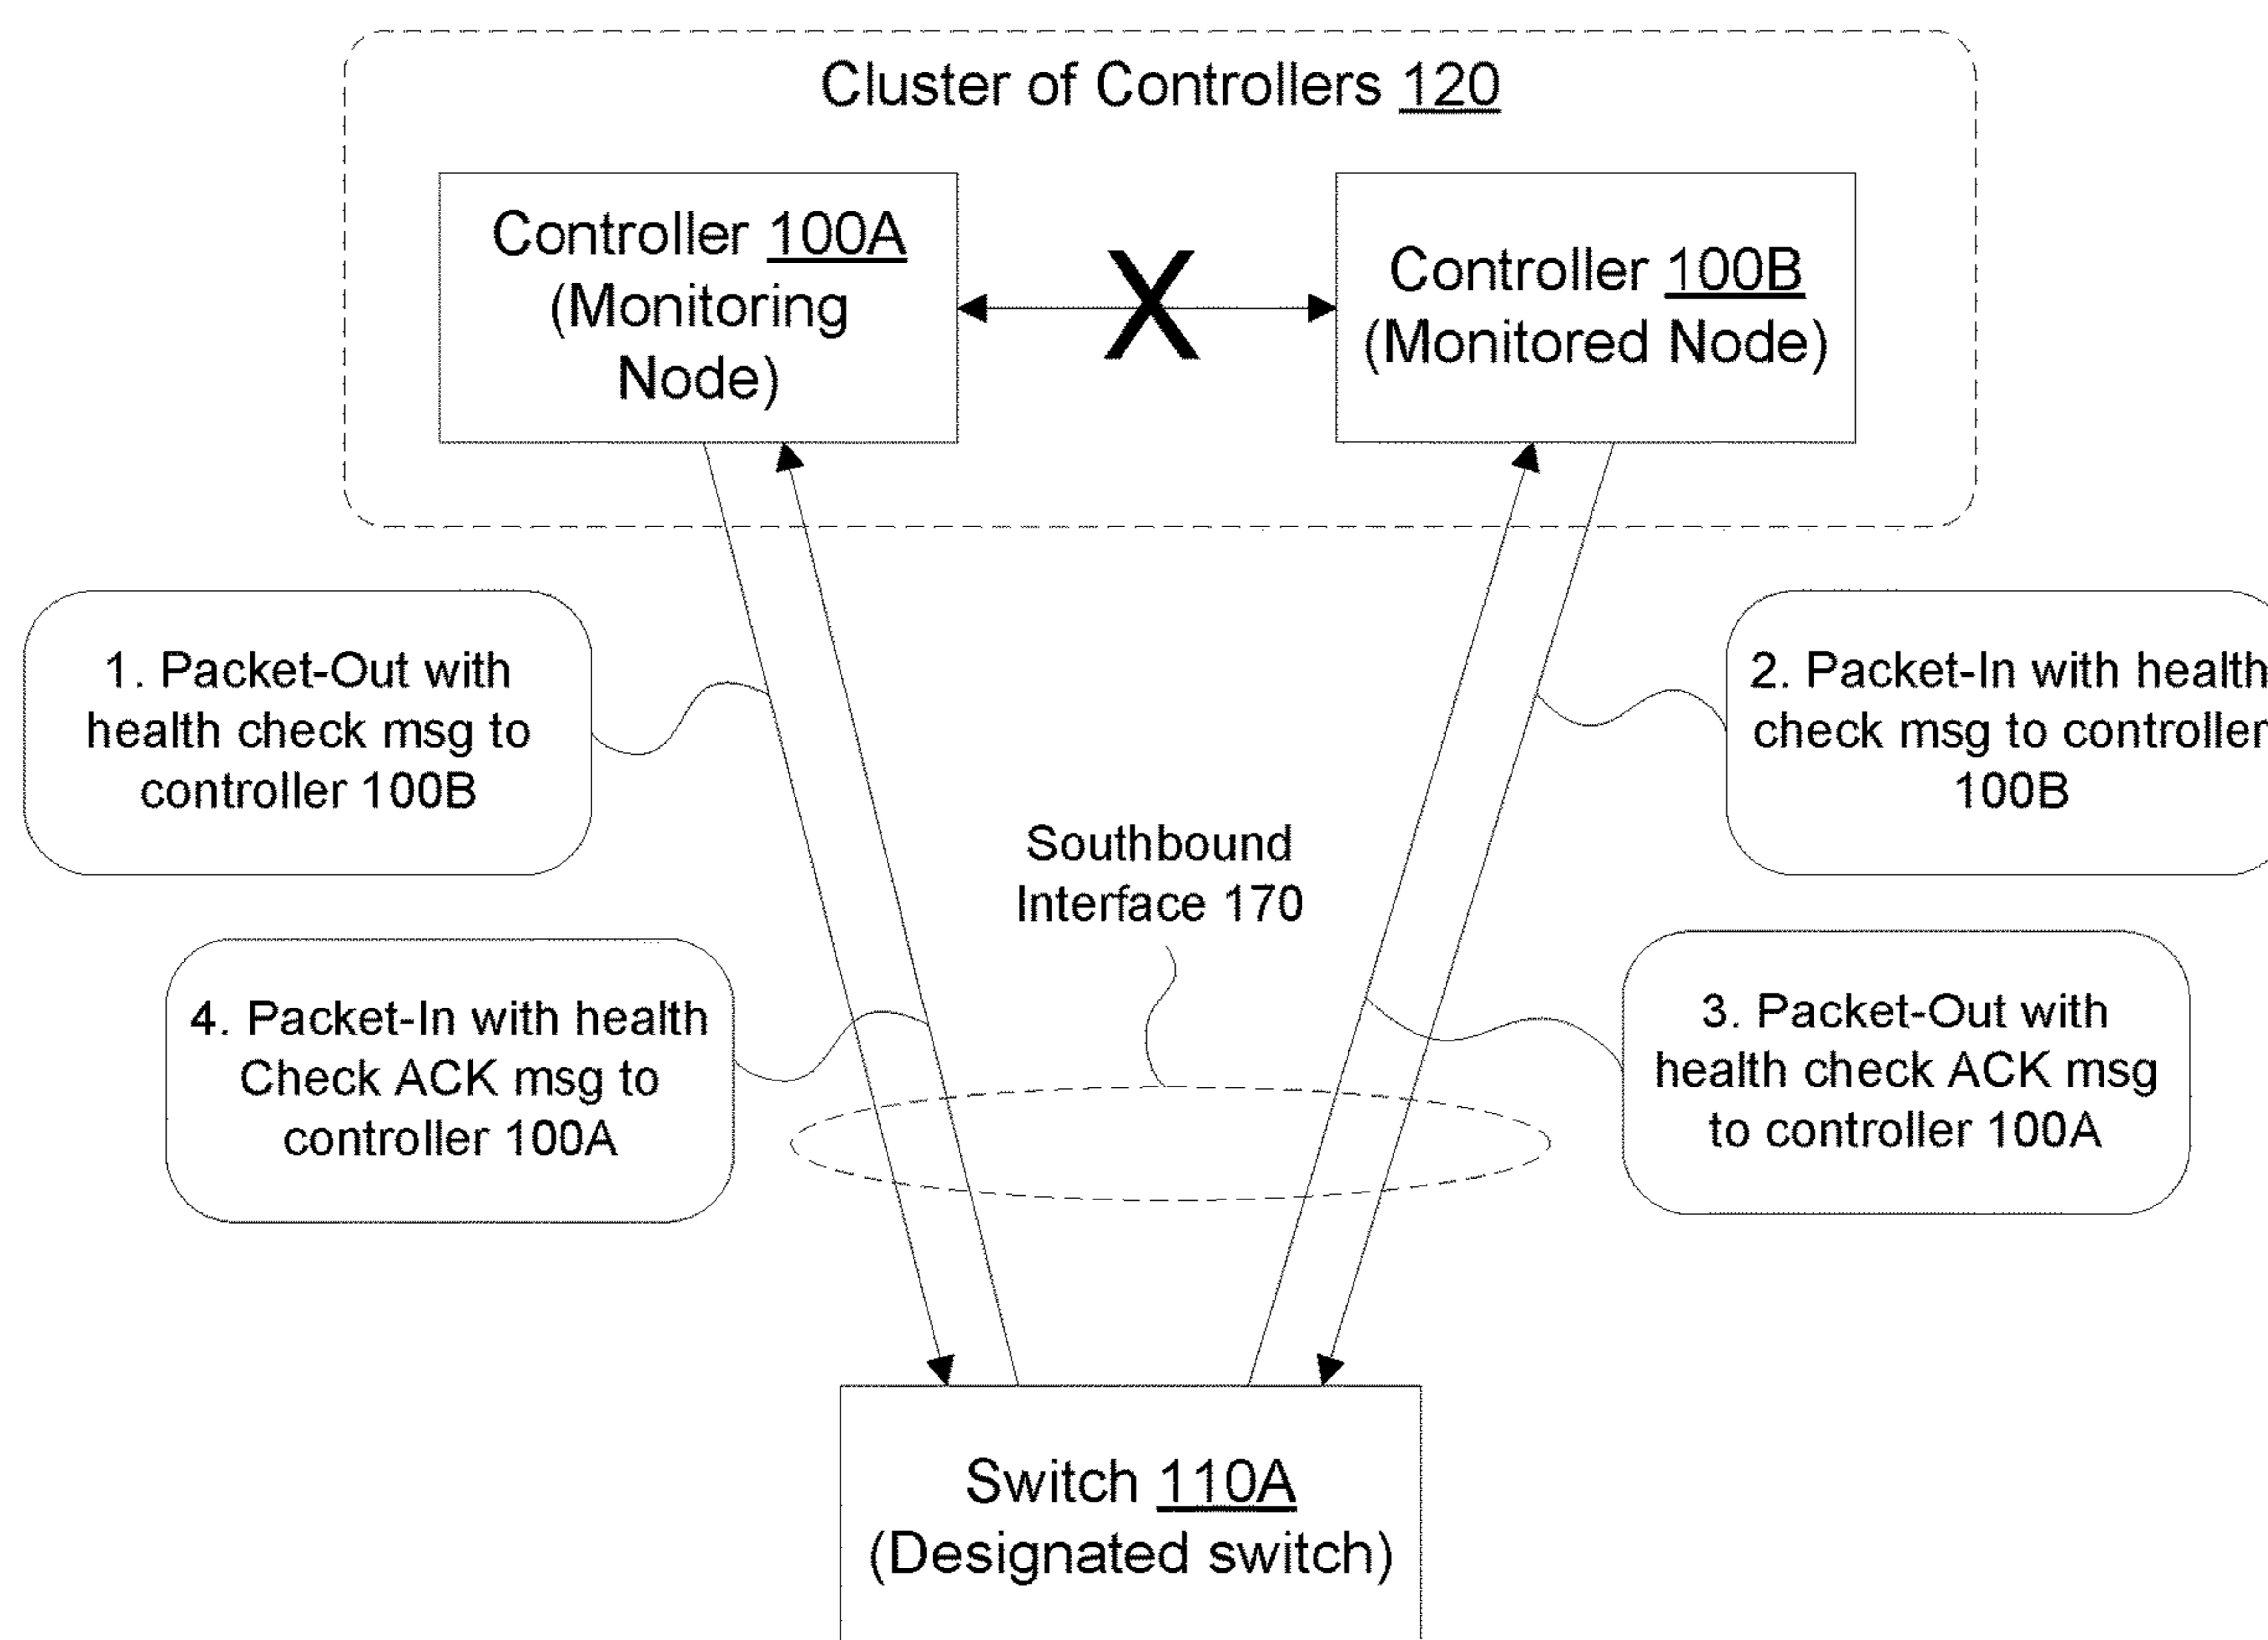 Cluster of Controllers 120
Controller 100A
(Monitoring
Node)
X
Controller 100B
(Monitored Node)
1. Packet-Out with
health check msg to
controller 100B
2. Packet-In with health
check msg to controller
100B
Southbound
Interface 170
4. Packet-In with health
Check ACK msg to
controller 100A
3. Packet-Out with
health check ACK msg
to controller 100A
Switch 110A
(Designated switch)